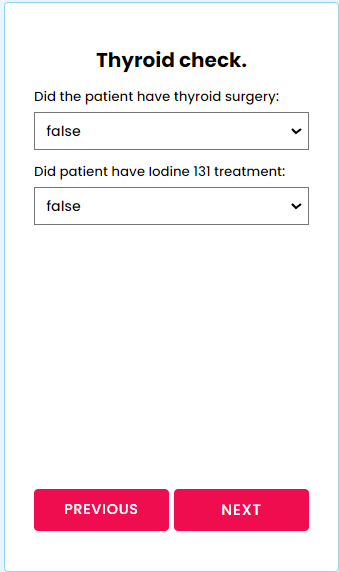 Thyroid check.
Did the patient have thyroid surgery:
false
Did patient have Iodine 131 treatment:
false
PREVIOUS NEXT